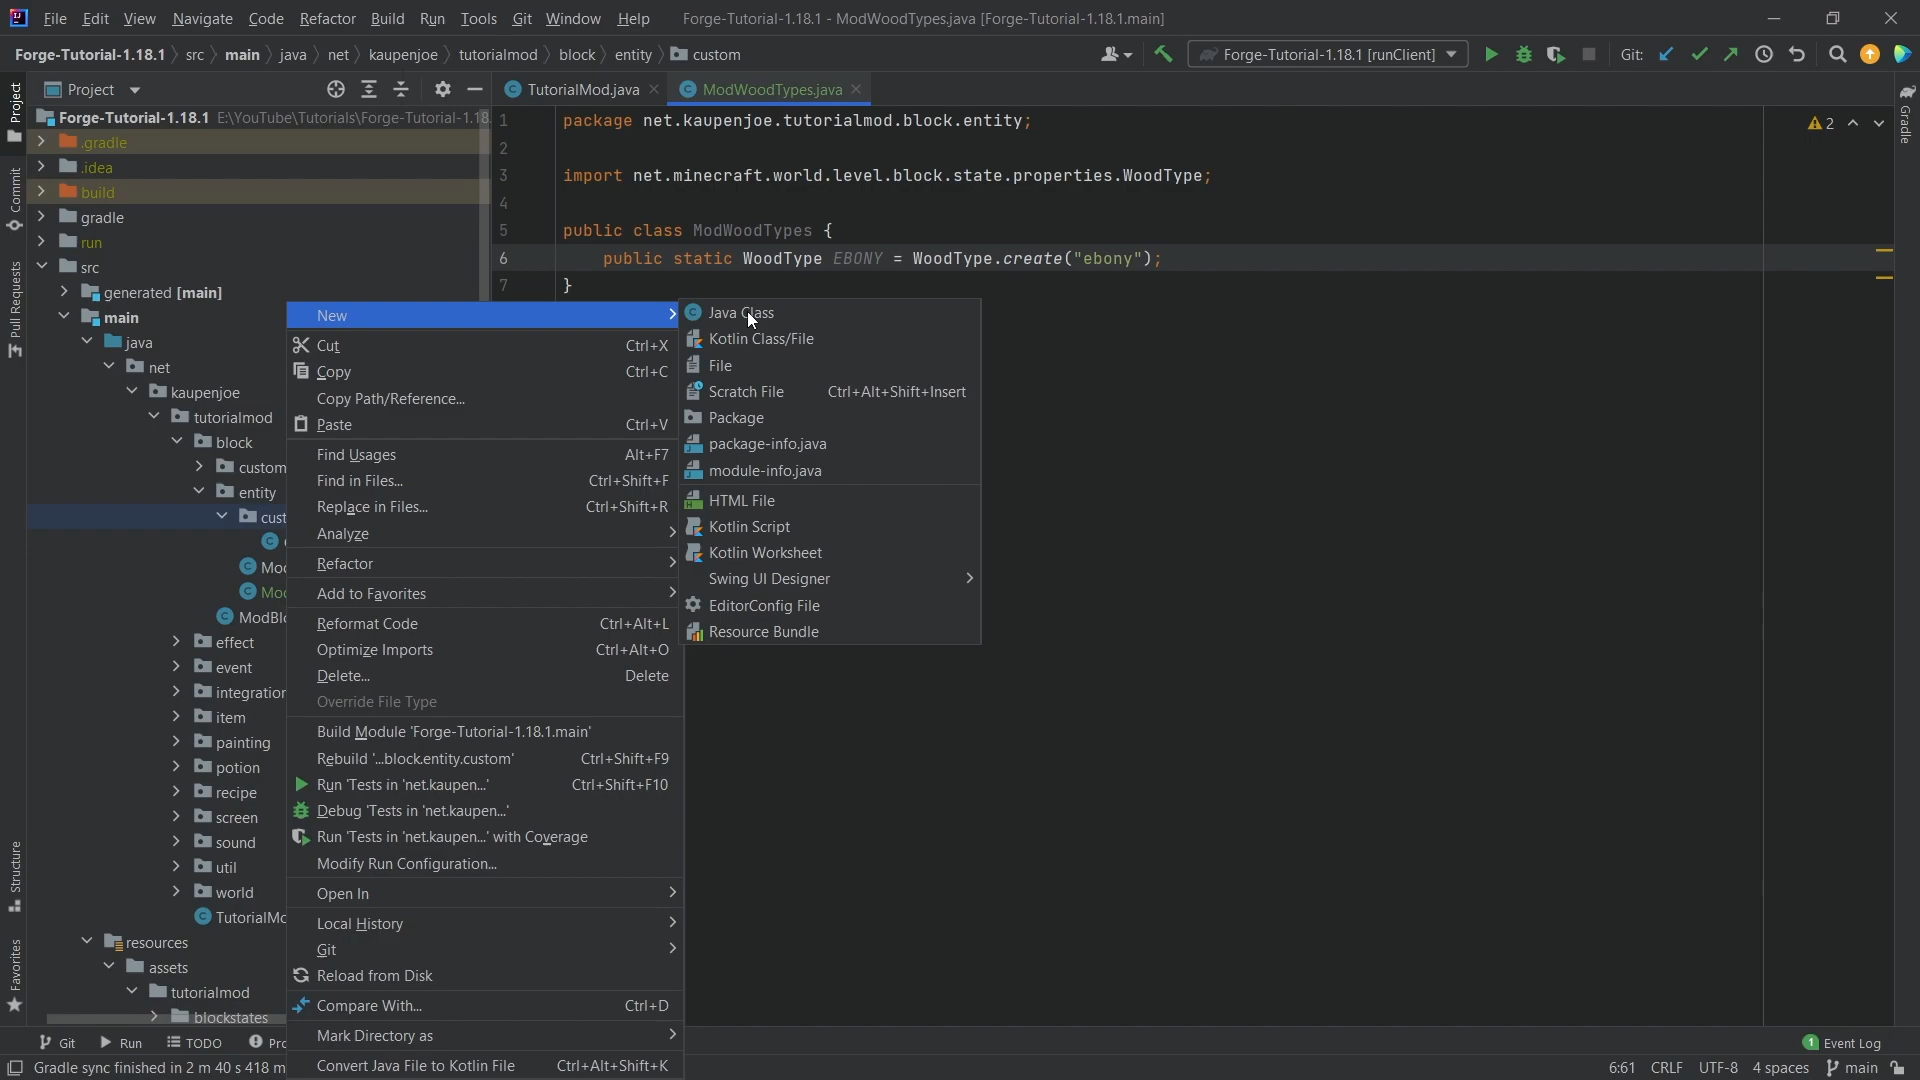 File Edit View Navigate Code Refactor Build Run Tools Git Window Help Forge-Tutorial-1.18.1 - ModWoodTypes.java [Forge-Tutorial-1.18.1.main]
Forge-Tutorial-1.18.1 src main java net kaupenjoe tutorialmod block entity custom Forge-Tutorial-1.18.1 [runClient] Git:
Project TutorialMod.java ModWoodTypes.java
Project
Commit
Pull Requests
Structure
Favorites
Gradle
Forge-Tutorial-1.18.1 E:\YouTube\Tutorials\Forge-Tutorial-1.18.
.gradle
.idea
build
gradle
run
src
generated [main]
main
java
net
kaupenjoe
tutorialmod
block
custom
entity
cust
Mod
Mod
ModBlo
effect
event
integration
item
painting
potion
recipe
screen
sound
util
world
TutorialMo
resources
assets
tutorialmod
blockstates
1 package net.kaupenjoe.tutorialmod.block.entity;
2
3 import net.minecraft.world.level.block.state.properties.WoodType;
4
5 public class ModWoodTypes {
6 public static WoodType EBONY = WoodType.create("ebony");
7 }
2
New
Cut Ctrl+X
Copy Ctrl+C
Copy Path/Reference...
Paste Ctrl+V
Find Usages Alt+F7
Find in Files... Ctrl+Shift+F
Replace in Files... Ctrl+Shift+R
Analyze
Refactor
Add to Favorites
Reformat Code Ctrl+Alt+L
Optimize Imports Ctrl+Alt+O
Delete... Delete
Override File Type
Build Module 'Forge-Tutorial-1.18.1.main'
Rebuild '...block.entity.custom' Ctrl+Shift+F9
Run 'Tests in 'net.kaupen...' Ctrl+Shift+F10
Debug 'Tests in 'net.kaupen...'
Run 'Tests in 'net.kaupen...' with Coverage
Modify Run Configuration...
Open In
Local History
Git
Reload from Disk
Compare With... Ctrl+D
Mark Directory as
Convert Java File to Kotlin File Ctrl+Alt+Shift+K
Java Class
Kotlin Class/File
File
Scratch File Ctrl+Alt+Shift+Insert
Package
package-info.java
module-info.java
HTML File
Kotlin Script
Kotlin Worksheet
Swing UI Designer
EditorConfig File
Resource Bundle
Git Run TODO Pro 1 Event Log
Gradle sync finished in 2 m 40 s 418 m 6:61 CRLF UTF-8 4 spaces main